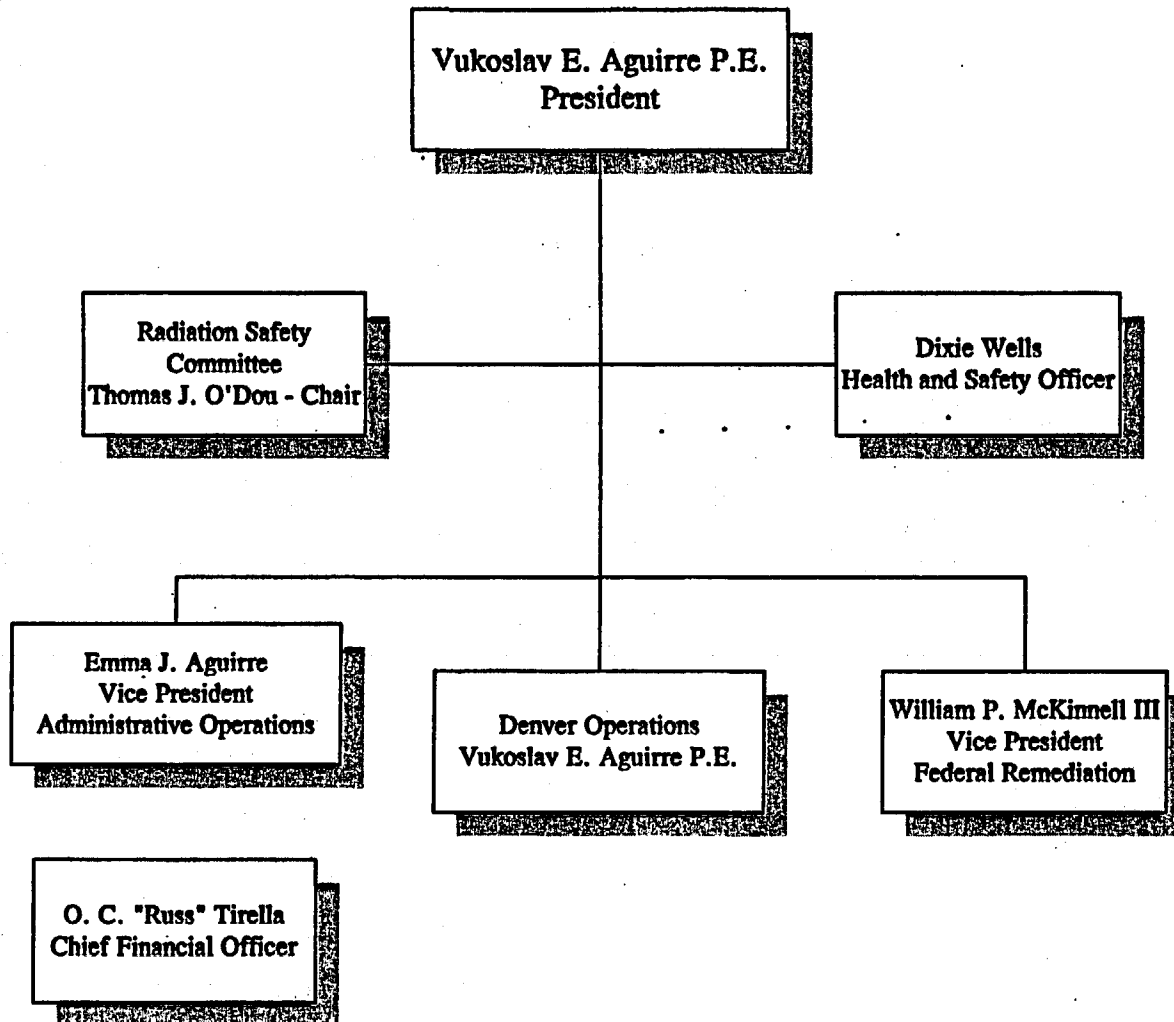 Vukoslav E. Aguirre P.E.
President
Radiation Safety
Committee
Thomas J. O'Dou - Chair
Dixie Wells
Health and Safety Officer
Emma J. Aguirre
Vice President
Administrative Operations
Denver Operations
Vukoslav E. Aguirre P.E.
William P. McKinnell III
Vice President
Federal Remediation
O. C. "Russ" Tirella
Chief Financial Officer